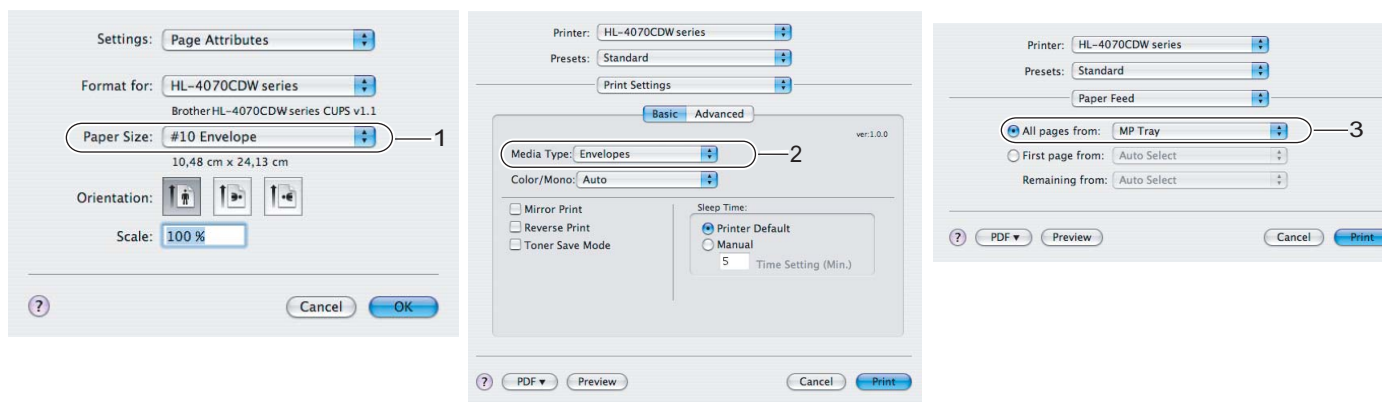 Settings: Page Attributes
Format for: HL-4070CDW series
Brother HL-4070CDW series CUPS v1.1
Paper Size: #10 Envelope
1
10,48 cm x 24,13 cm
Orientation:
Scale: 100 %
?
Cancel
OK
Printer: HL-4070CDW series
Presets: Standard
Print Settings
Basic Advanced
ver:1.0.0
Media Type: Envelopes
2
Color/Mono: Auto
Mirror Print
Reverse Print
Toner Save Mode
Sleep Time:
Printer Default
Manual
5 Time Setting (Min.)
? PDF▼ Preview Cancel Print
Printer: HL-4070CDW series
Presets: Standard
Paper Feed
All pages from: MP Tray
3
First page from: Auto Select
Remaining from: Auto Select
? PDF▼ Preview Cancel Print